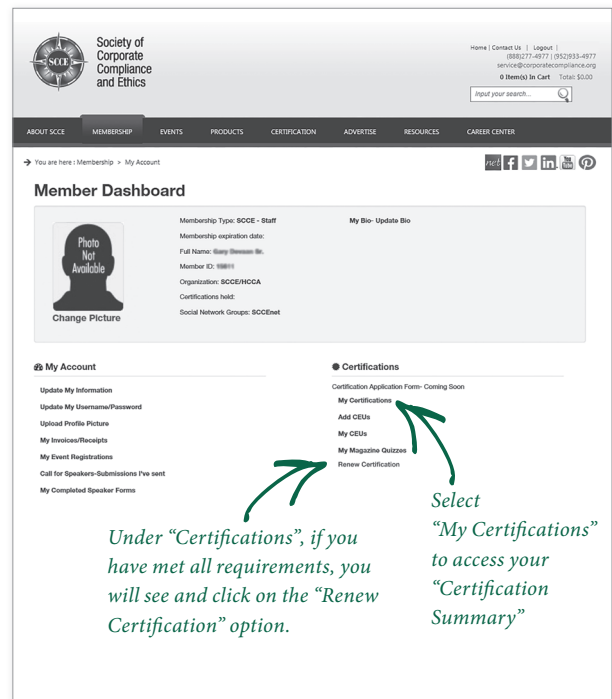 SCCE
Society of
Corporate
Compliance
and Ethics
Home | Contact Us | Logout |
(888)277-4977 | (952)933-4977
service@corporatecompliance.org
0 Item(s) In Cart Total: $0.00
Input your search...
ABOUT SCCE MEMBERSHIP EVENTS PRODUCTS CERTIFICATION ADVERTISE RESOURCES CAREER CENTER
You are here : Membership > My Account
net f in You Tube
Member Dashboard
Photo
Not
Available
Change Picture
Membership Type: SCCE - Staff
Membership expiration date:
Full Name:
Member ID:
Organization: SCCE/HCCA
Certifications held:
Social Network Groups: SCCEnet
My Bio- Update Bio
My Account
Update My Information
Update My Username/Password
Upload Profile Picture
My Invoices/Receipts
My Event Registrations
Call for Speakers-Submissions I've sent
My Completed Speaker Forms
Certifications
Certification Application Form- Coming Soon
My Certifications
Add CEUs
My CEUs
My Magazine Quizzes
Renew Certification
Under “Certifications”, if you
have met all requirements, you
will see and click on the “Renew
Certification” option.
Select
“My Certifications”
to access your
“Certification
Summary”